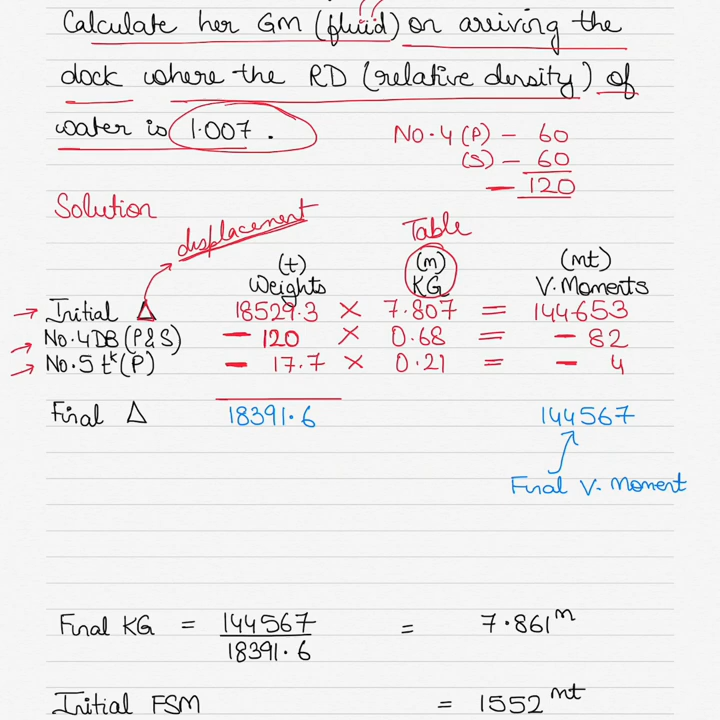 Calculate her GM (fluid) on arriving the
dock where the RD (relative density) of
water is 1.007.
No.4 (P) - 60
(S) - 60
- 120
Solution
displacement
Table
(t) (m) (mt)
Weights KG V.Moments
Initial Δ 18529.3 × 7.807 = 144653
No.4DB (P&S) - 120 × 0.68 = - 82
No.5 tk (P) - 17.7 × 0.21 = - 4
Final Δ 18391.6 144567
Final V. Moment
Final KG = 144567 = 7.861 m
18391.6
Initial FSM = 1552 mt